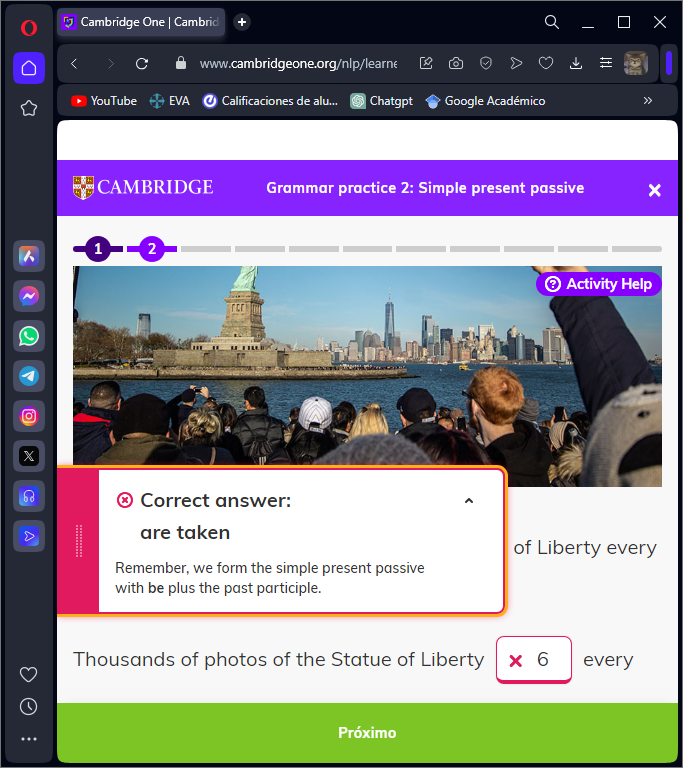 Cambridge One | Cambrid
www.cambridgeone.org/nlp/learne
YouTube
EVA
Calificaciones de alu...
Chatgpt
Google Académico
CAMBRIDGE
Grammar practice 2: Simple present passive
1
2
Activity Help
Correct answer:
are taken
Remember, we form the simple present passive
with be plus the past participle.
of Liberty every
Thousands of photos of the Statue of Liberty 6 every
Próximo